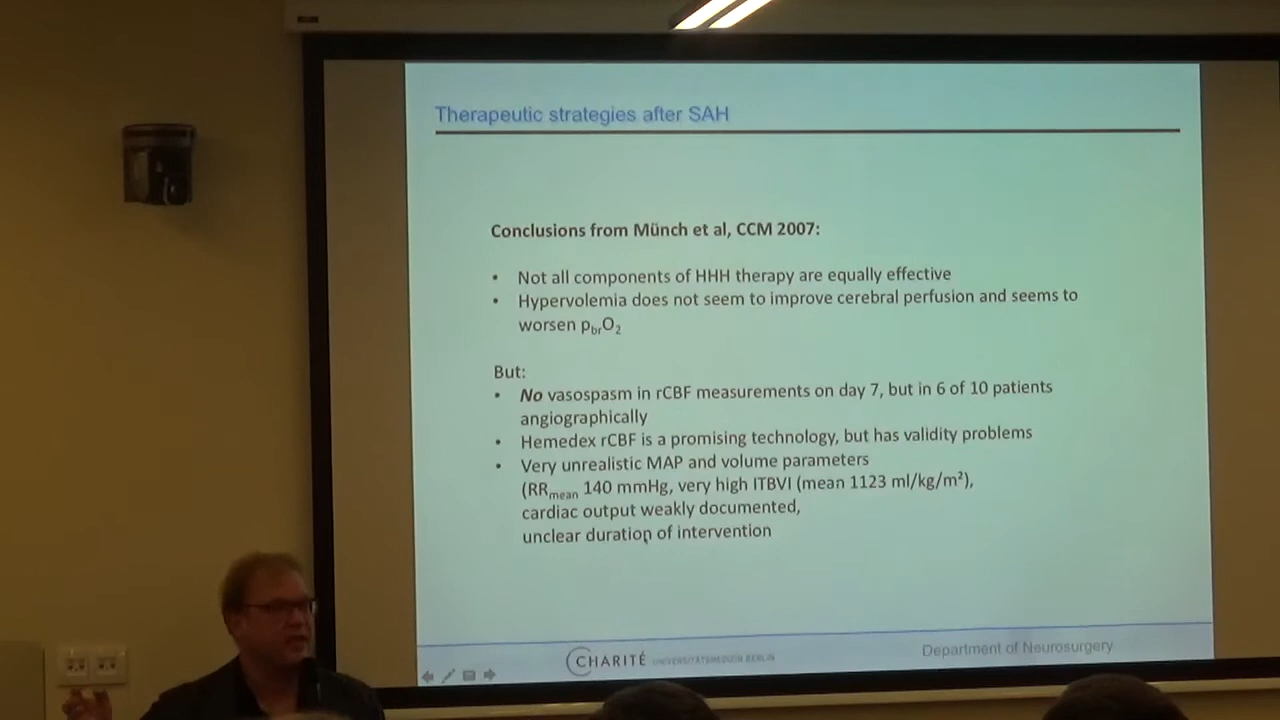 Therapeutic strategies after SAH
Conclusions from Münch et al, CCM 2007:
• Not all components of HHH therapy are equally effective
• Hypervolemia does not seem to improve cerebral perfusion and seems to
worsen pbrO2
But:
• No vasospasm in rCBF measurements on day 7, but in 6 of 10 patients
angiographically
• Hemedex rCBF is a promising technology, but has validity problems
• Very unrealistic MAP and volume parameters
(RRmean 140 mmHg, very high ITBVI (mean 1123 ml/kg/m²),
cardiac output weakly documented,
unclear duration of intervention
CHARITÉ UNIVERSITÄTSMEDIZIN BERLIN
Department of Neurosurgery